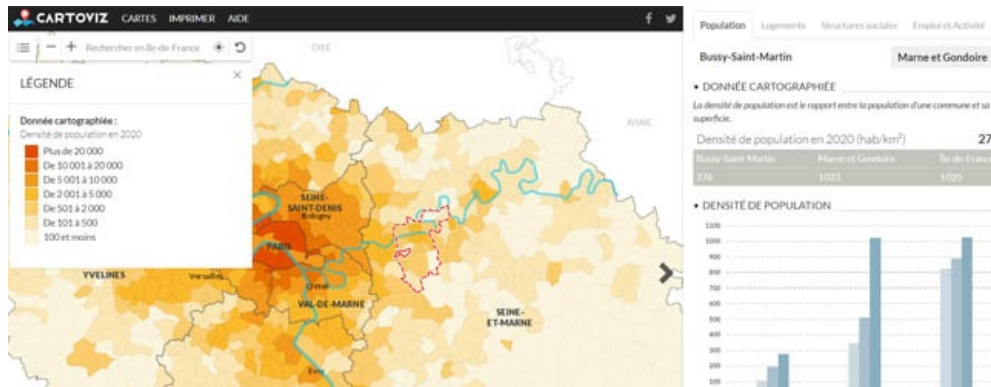 CARTOVIZ CARTES IMPRIMER AIDE
Rechercher en Ile-de-France
LÉGENDE
Donnée cartographiée :
Densité de population en 2020
Plus de 20 000
De 10 001 à 20 000
De 5 001 à 10 000
De 2 001 à 5 000
De 501 à 2 000
De 101 à 500
100 et moins
OISE
AISNE
SEINE-
SAINT-DENIS
Bobigny
PARIS
YVELINES
Versailles
Créteil
VAL-DE-MARNE
SEINE-
ET-MARNE
Evry
Population Logements Structures sociales Emploi et Activité
Bussy-Saint-Martin Marne et Gondoire
• DONNÉE CARTOGRAPHIÉE
La densité de population est le rapport entre la population d'une commune et sa
superficie.
Densité de population en 2020 (hab/km²) 27
Bussy-Saint-Martin Marne et Gondoire Île-de-France
276 1023 1025
• DENSITÉ DE POPULATION
1100
1000
900
800
700
600
500
400
300
200
100